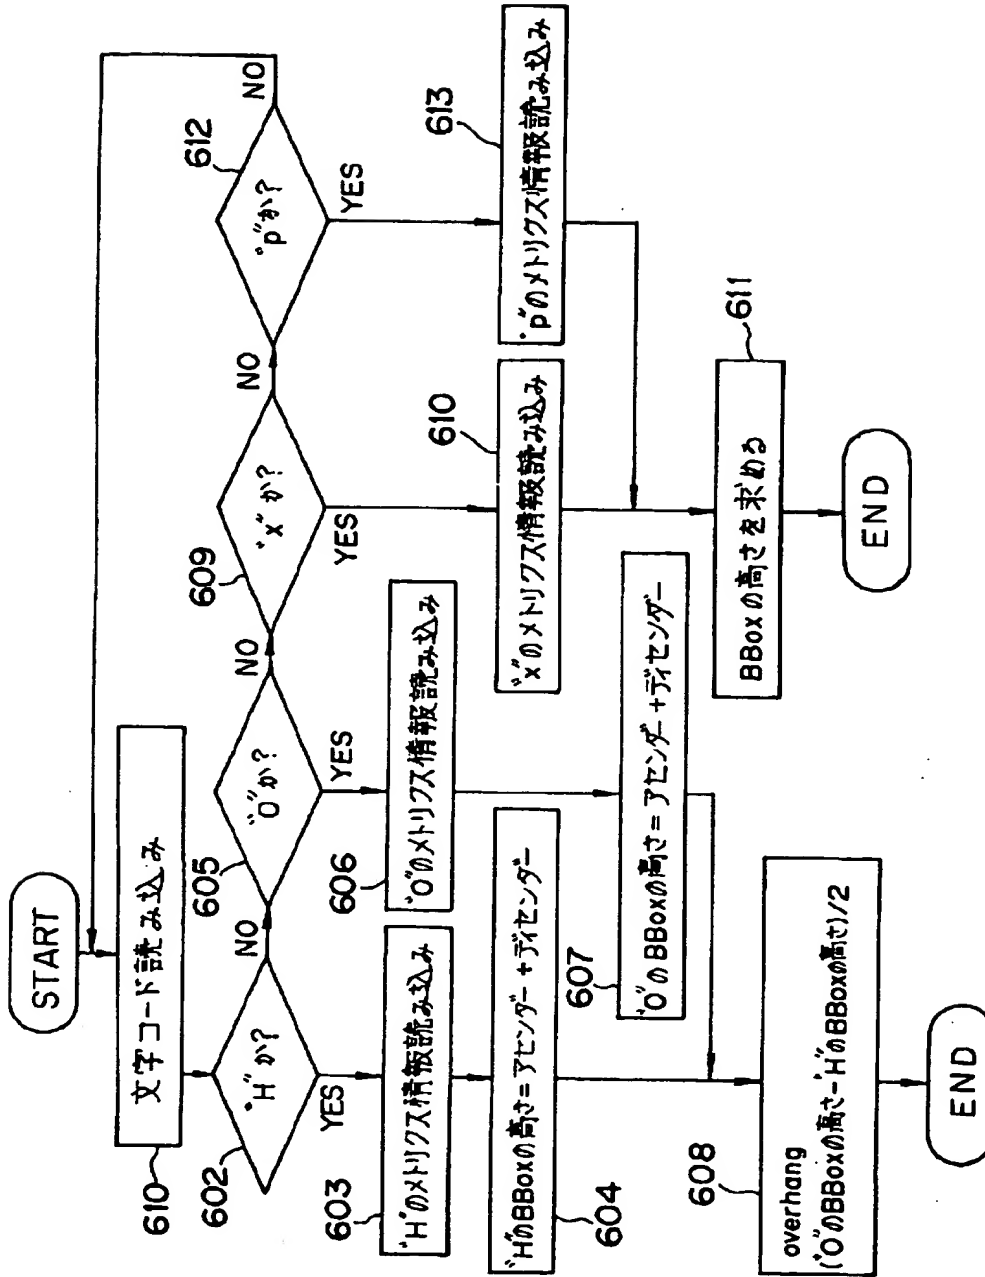 START
610
文字コード読み込み
602
"H"か?
NO
YES
605
"O"か?
NO
YES
609
"x"か?
NO
YES
612
"p"か?
NO
YES
603
"H"のメトリクス情報読み込み
606
"O"のメトリクス情報読み込み
610
"x"のメトリクス情報読み込み
613
"p"のメトリクス情報読み込み
604
"H"のBBoxの高さ=アセンダー+ディセンダー
607
"O"のBBoxの高さ=アセンダー+ディセンダー
611
BBoxの高さを求める
END
608
overhang
("O"のBBoxの高さ-"H"のBBoxの高さ)/2
END